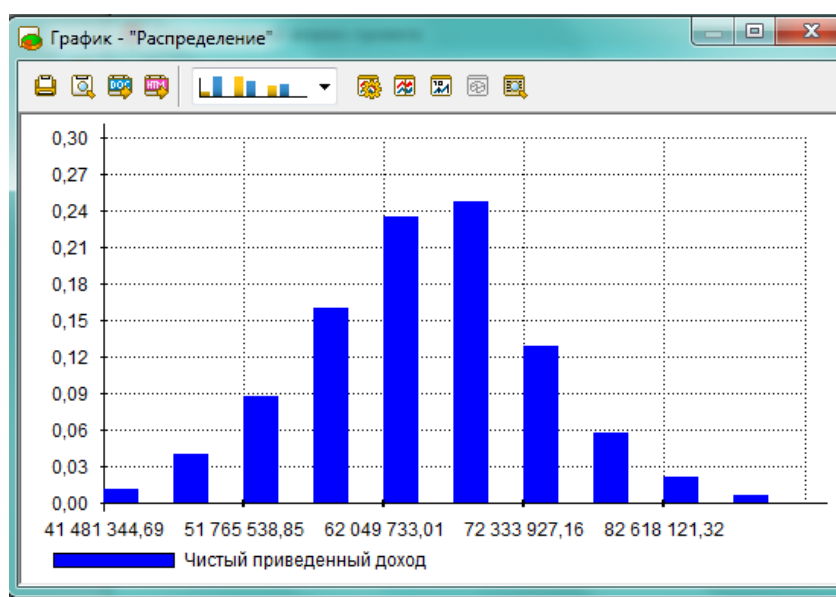 График - "Распределение"
DOC HTM
0,30
0,27
0,24
0,21
0,18
0,15
0,12
0,09
0,06
0,03
0,00
41 481 344,69 51 765 538,85 62 049 733,01 72 333 927,16 82 618 121,32
Чистый приведенный доход